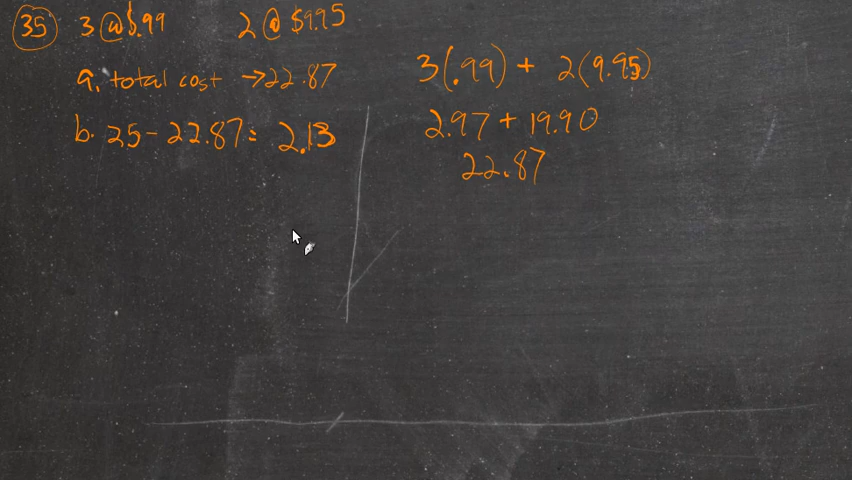 35 3 @ $.99 2 @ $9.95
a. total cost → 22.87
b. 25 - 22.87 = 2.13
3(.99) + 2(9.95)
2.97 + 19.90
22.87